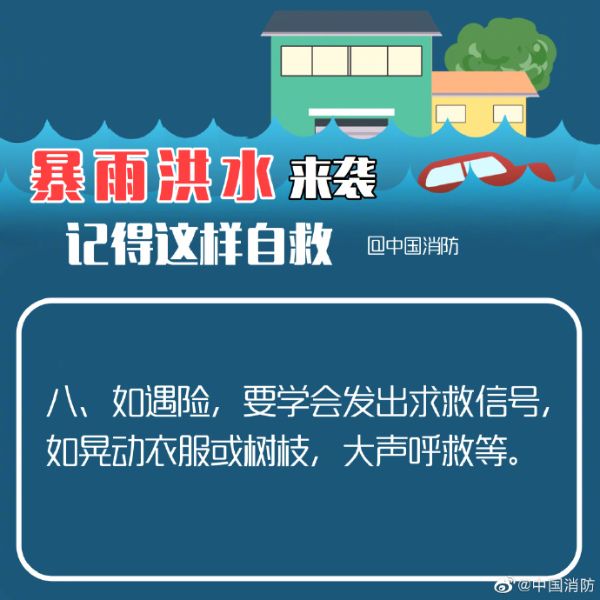 暴雨洪水来袭
记得这样自救 @中国消防
八、如遇险，要学会发出求救信号，
如晃动衣服或树枝，大声呼救等。
@中国消防